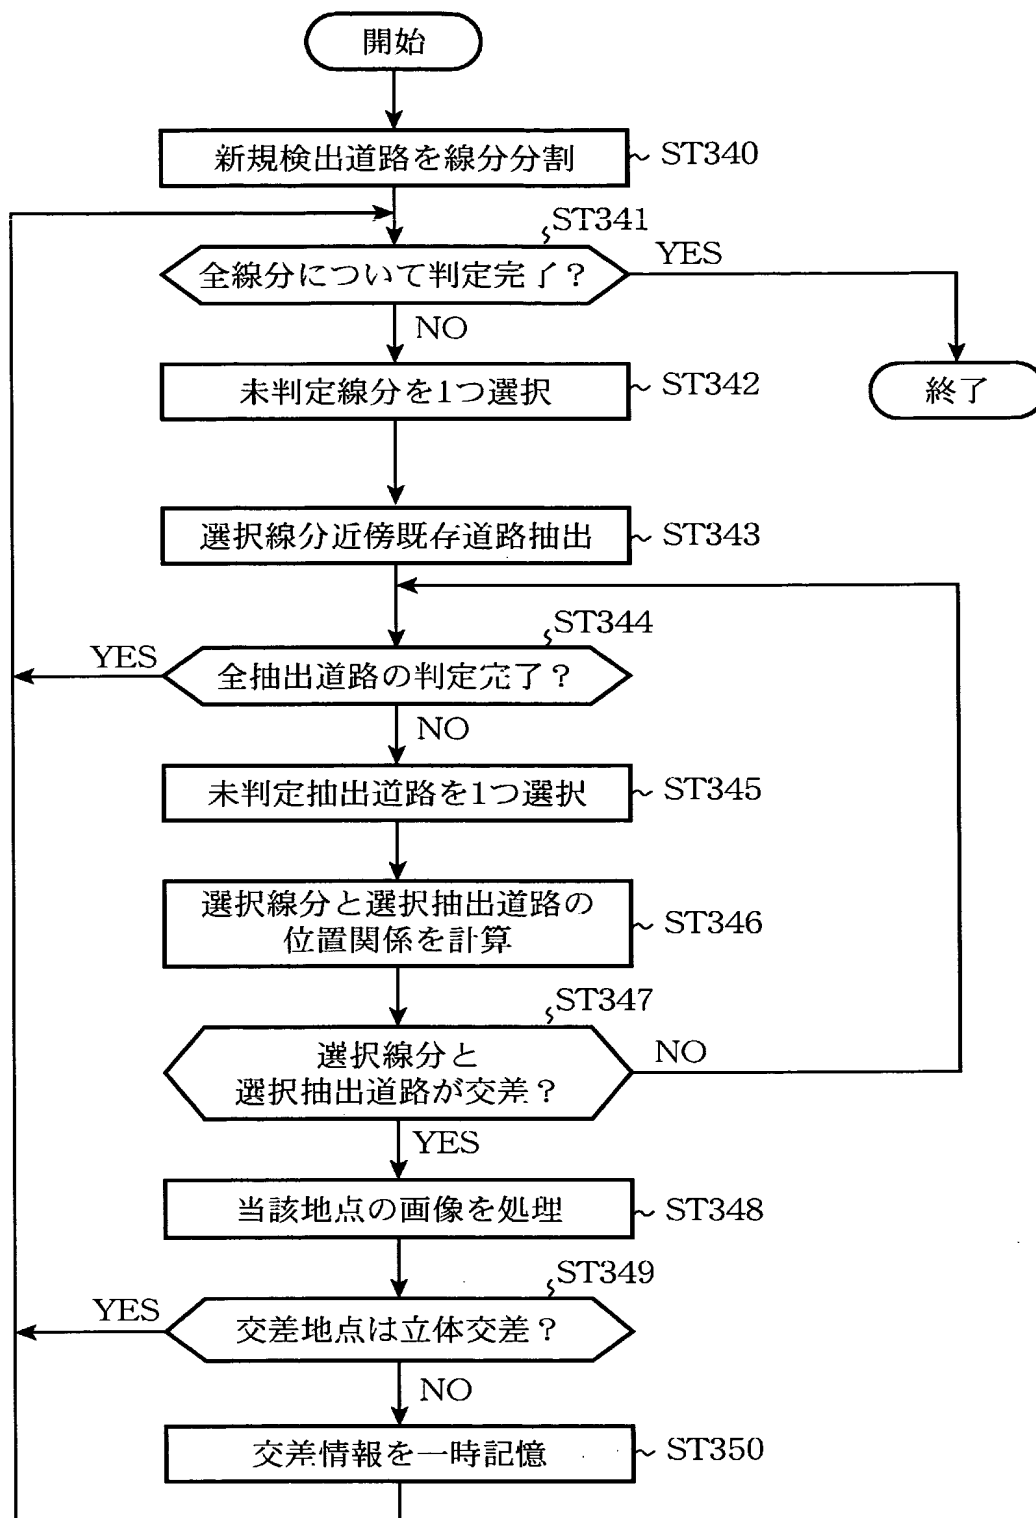 開始
新規検出道路を線分分割
ST340
ST341
全線分について判定完了？
YES
NO
未判定線分を1つ選択
ST342
終了
選択線分近傍既存道路抽出
ST343
ST344
YES
全抽出道路の判定完了？
NO
未判定抽出道路を1つ選択
ST345
選択線分と選択抽出道路の
位置関係を計算
ST346
ST347
選択線分と
選択抽出道路が交差？
NO
YES
当該地点の画像を処理
ST348
ST349
YES
交差地点は立体交差？
NO
交差情報を一時記憶
ST350